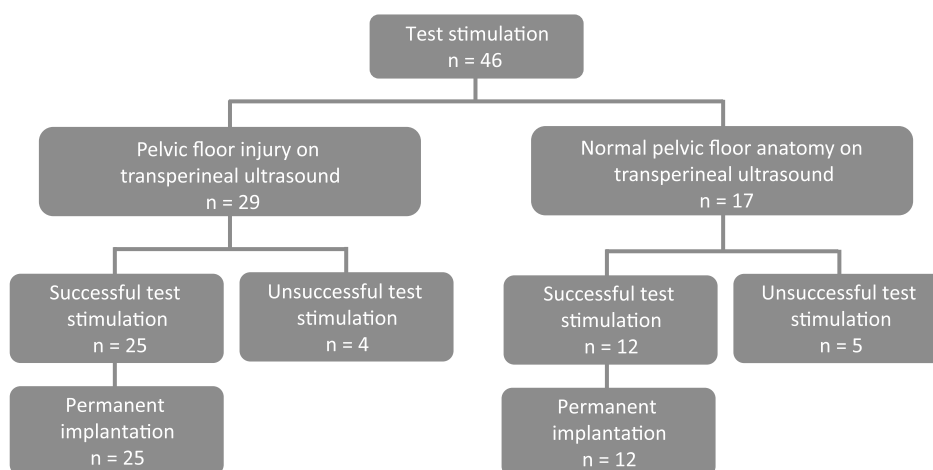 Test stimulation
n = 46
Pelvic floor injury on
transperineal ultrasound
n = 29
Normal pelvic floor anatomy on
transperineal ultrasound
n = 17
Successful test
stimulation
n = 25
Unsuccessful test
stimulation
n = 4
Successful test
stimulation
n = 12
Unsuccessful test
stimulation
n = 5
Permanent
implantation
n = 25
Permanent
implantation
n = 12